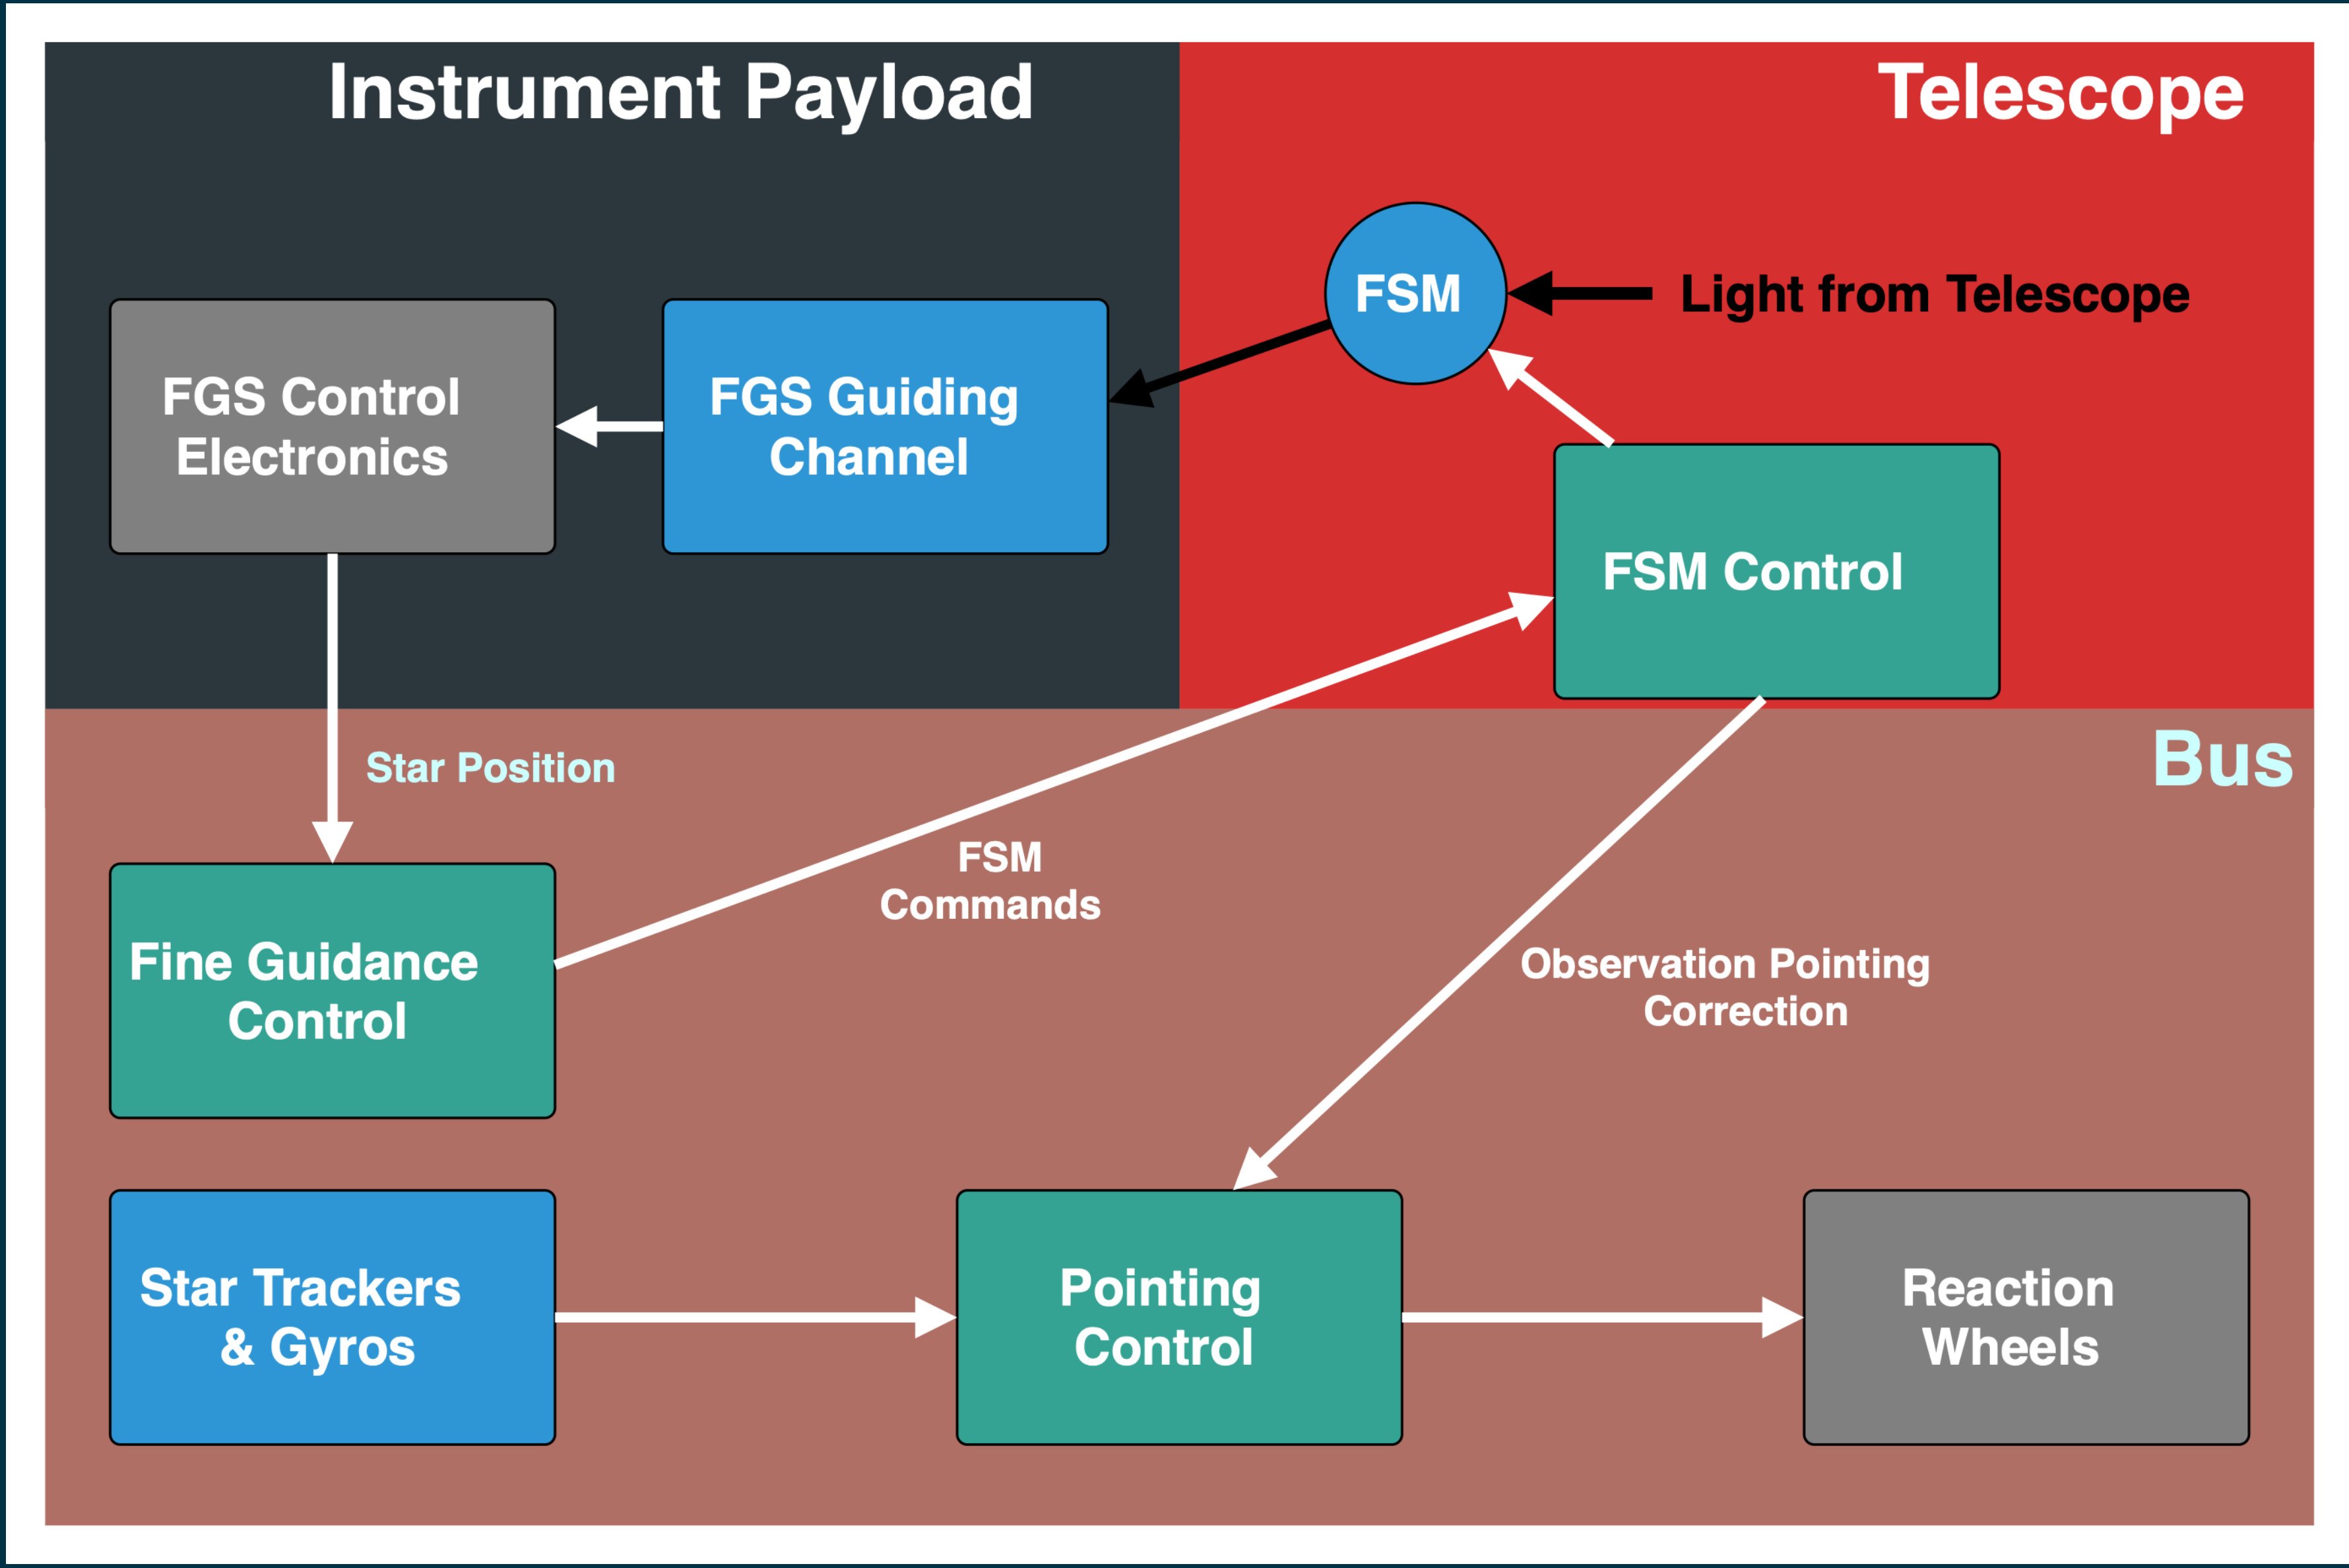 Instrument Payload
Telescope
FSM
Light from Telescope
FGS Control
Electronics
FGS Guiding
Channel
FSM Control
Bus
Star Position
FSM
Commands
Fine Guidance
Control
Observation Pointing
Correction
Star Trackers
& Gyros
Pointing
Control
Reaction
Wheels